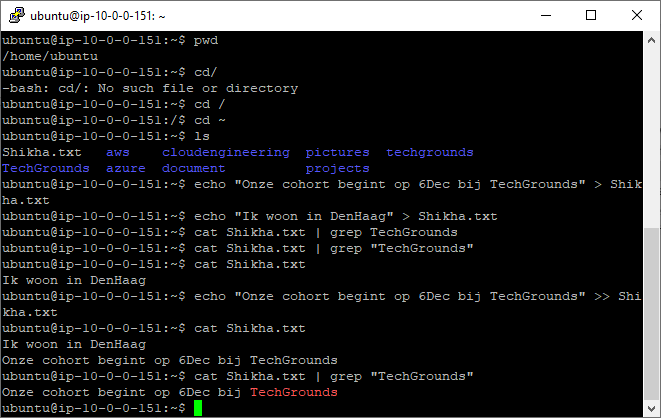 ubuntu@ip-10-0-0-151: ~
ubuntu@ip-10-0-0-151:~$ pwd
/home/ubuntu
ubuntu@ip-10-0-0-151:~$ cd/
-bash: cd/: No such file or directory
ubuntu@ip-10-0-0-151:~$ cd /
ubuntu@ip-10-0-0-151:/$ cd ~
ubuntu@ip-10-0-0-151:~$ ls
Shikha.txt   aws    cloudengineering  pictures  techgrounds
TechGrounds  azure  document          projects
ubuntu@ip-10-0-0-151:~$ echo "Onze cohort begint op 6Dec bij TechGrounds" > Shik
ha.txt
ubuntu@ip-10-0-0-151:~$ echo "Ik woon in DenHaag" > Shikha.txt
ubuntu@ip-10-0-0-151:~$ cat Shikha.txt | grep TechGrounds
ubuntu@ip-10-0-0-151:~$ cat Shikha.txt | grep "TechGrounds"
ubuntu@ip-10-0-0-151:~$ cat Shikha.txt
Ik woon in DenHaag
ubuntu@ip-10-0-0-151:~$ echo "Onze cohort begint op 6Dec bij TechGrounds" >> Shi
kha.txt
ubuntu@ip-10-0-0-151:~$ cat Shikha.txt
Ik woon in DenHaag
Onze cohort begint op 6Dec bij TechGrounds
ubuntu@ip-10-0-0-151:~$ cat Shikha.txt | grep "TechGrounds"
Onze cohort begint op 6Dec bij TechGrounds
ubuntu@ip-10-0-0-151:~$